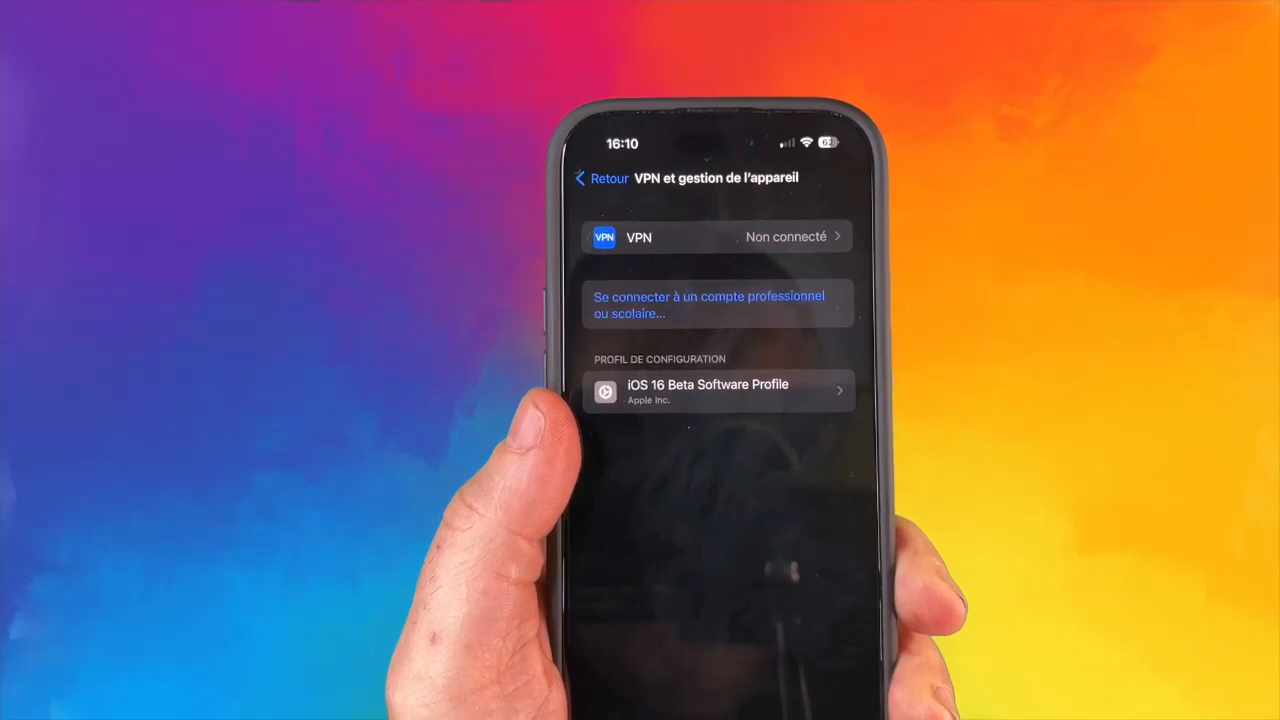 16:10
62
Retour VPN et gestion de l'appareil
VPN VPN Non connecté
Se connecter à un compte professionnel
ou scolaire...
PROFIL DE CONFIGURATION
iOS 16 Beta Software Profile
Apple Inc.